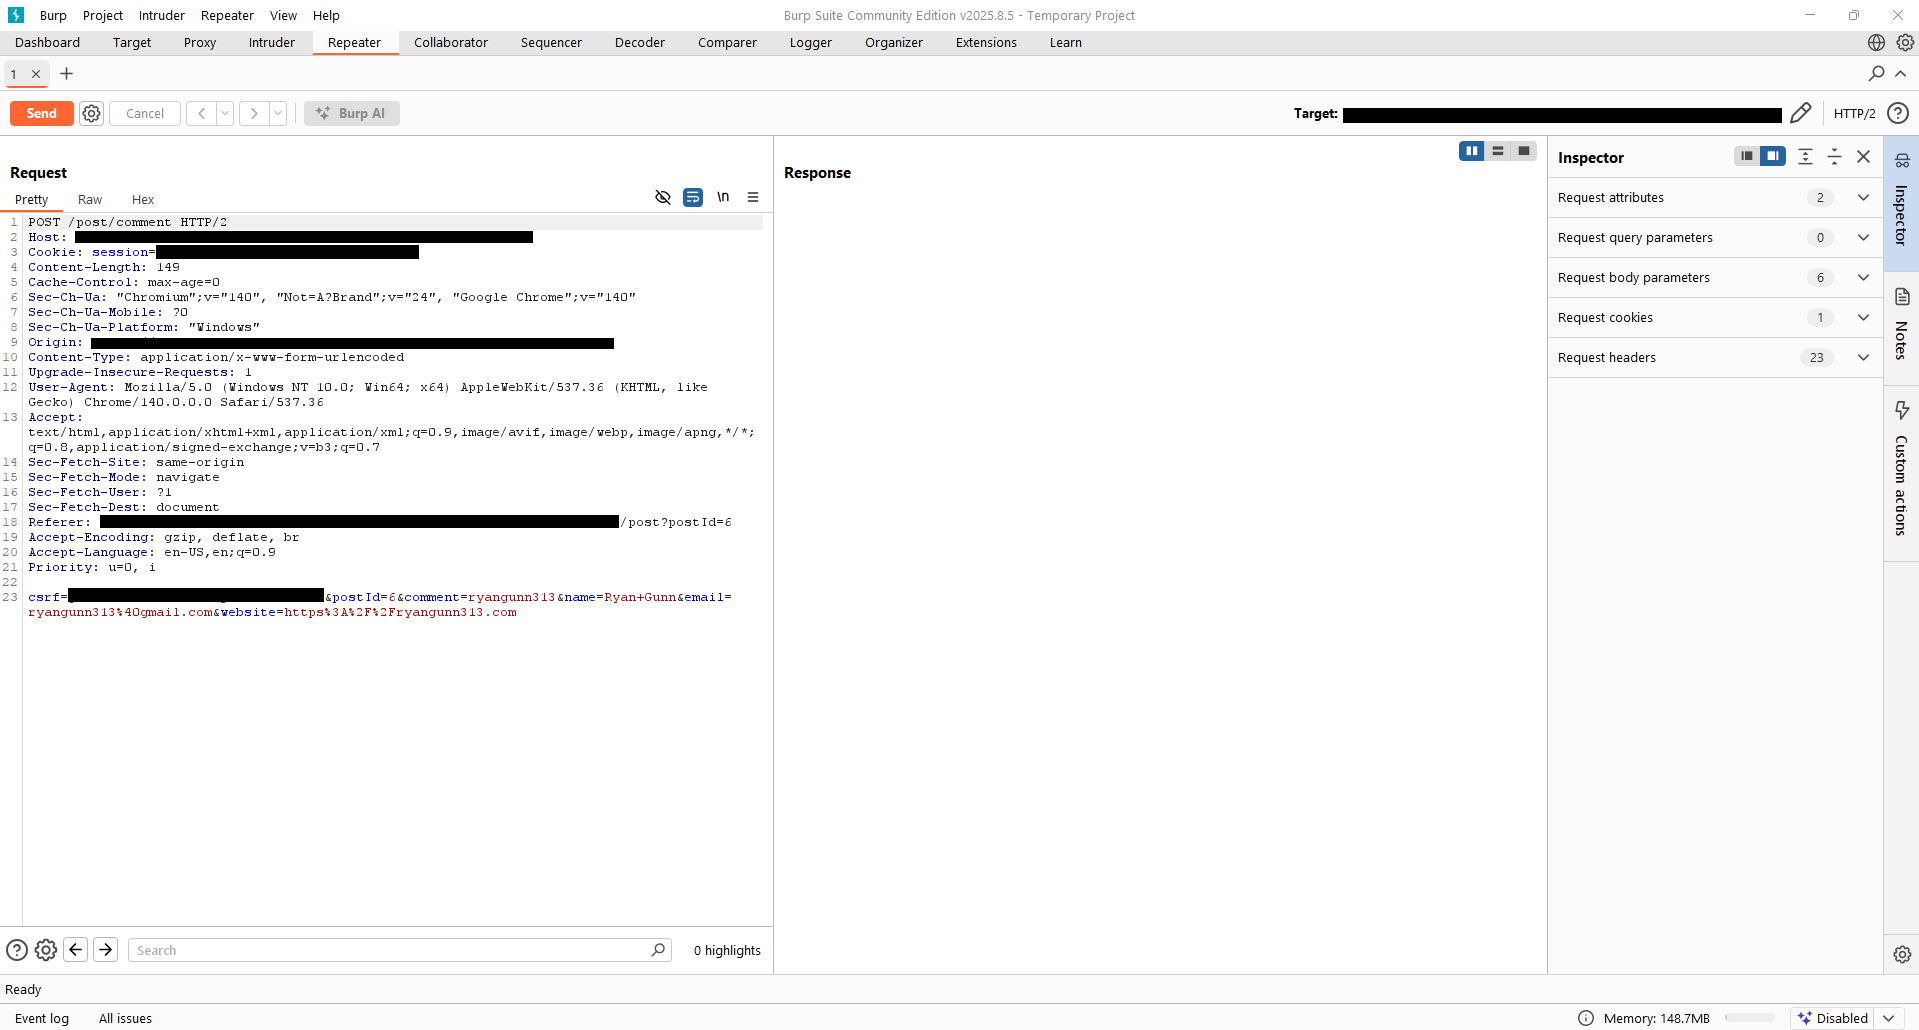 Burp Project Intruder Repeater View Help
Burp Suite Community Edition v2025.8.5 - Temporary Project
Dashboard Target Proxy Intruder Repeater Collaborator Sequencer Decoder Comparer Logger Organizer Extensions Learn
1
Send Cancel Burp AI
Target:
HTTP/2
Request
Pretty Raw Hex
\n
1 POST /post/comment HTTP/2
2 Host:
3 Cookie: session=
4 Content-Length: 149
5 Cache-Control: max-age=0
6 Sec-Ch-Ua: "Chromium";v="140", "Not=A?Brand";v="24", "Google Chrome";v="140"
7 Sec-Ch-Ua-Mobile: ?0
8 Sec-Ch-Ua-Platform: "Windows"
9 Origin:
10 Content-Type: application/x-www-form-urlencoded
11 Upgrade-Insecure-Requests: 1
12 User-Agent: Mozilla/5.0 (Windows NT 10.0; Win64; x64) AppleWebKit/537.36 (KHTML, like
Gecko) Chrome/140.0.0.0 Safari/537.36
13 Accept:
text/html,application/xhtml+xml,application/xml;q=0.9,image/avif,image/webp,image/apng,*/*;
q=0.8,application/signed-exchange;v=b3;q=0.7
14 Sec-Fetch-Site: same-origin
15 Sec-Fetch-Mode: navigate
16 Sec-Fetch-User: ?1
17 Sec-Fetch-Dest: document
18 Referer: /post?postId=6
19 Accept-Encoding: gzip, deflate, br
20 Accept-Language: en-US,en;q=0.9
21 Priority: u=0, i
22
23 csrf= &postId=6&comment=ryangunn313&name=Ryan+Gunn&email=
ryangunn313%40gmail.com&website=https%3A%2F%2Fryangunn313.com
Search
0 highlights
Response
Inspector
Request attributes 2
Request query parameters 0
Request body parameters 6
Request cookies 1
Request headers 23
Inspector
Notes
Custom actions
Ready
Event log All issues
Memory: 148.7MB
Disabled